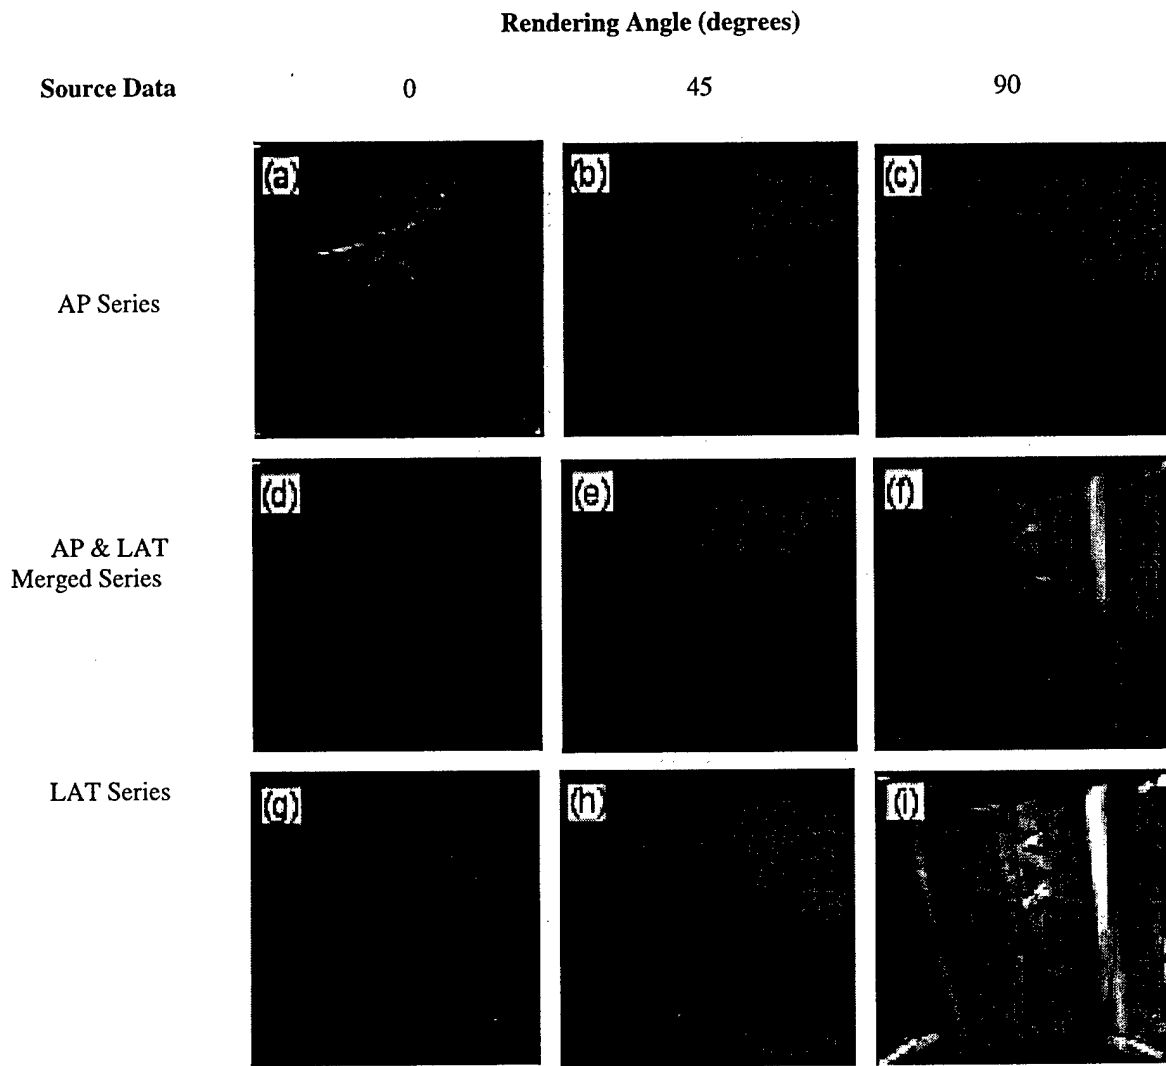 Rendering Angle (degrees)
Source Data 0 45 90
(a) (b) (c)
AP Series
(d) (e) (f)
AP & LAT
Merged Series
(g) (h) (i)
LAT Series